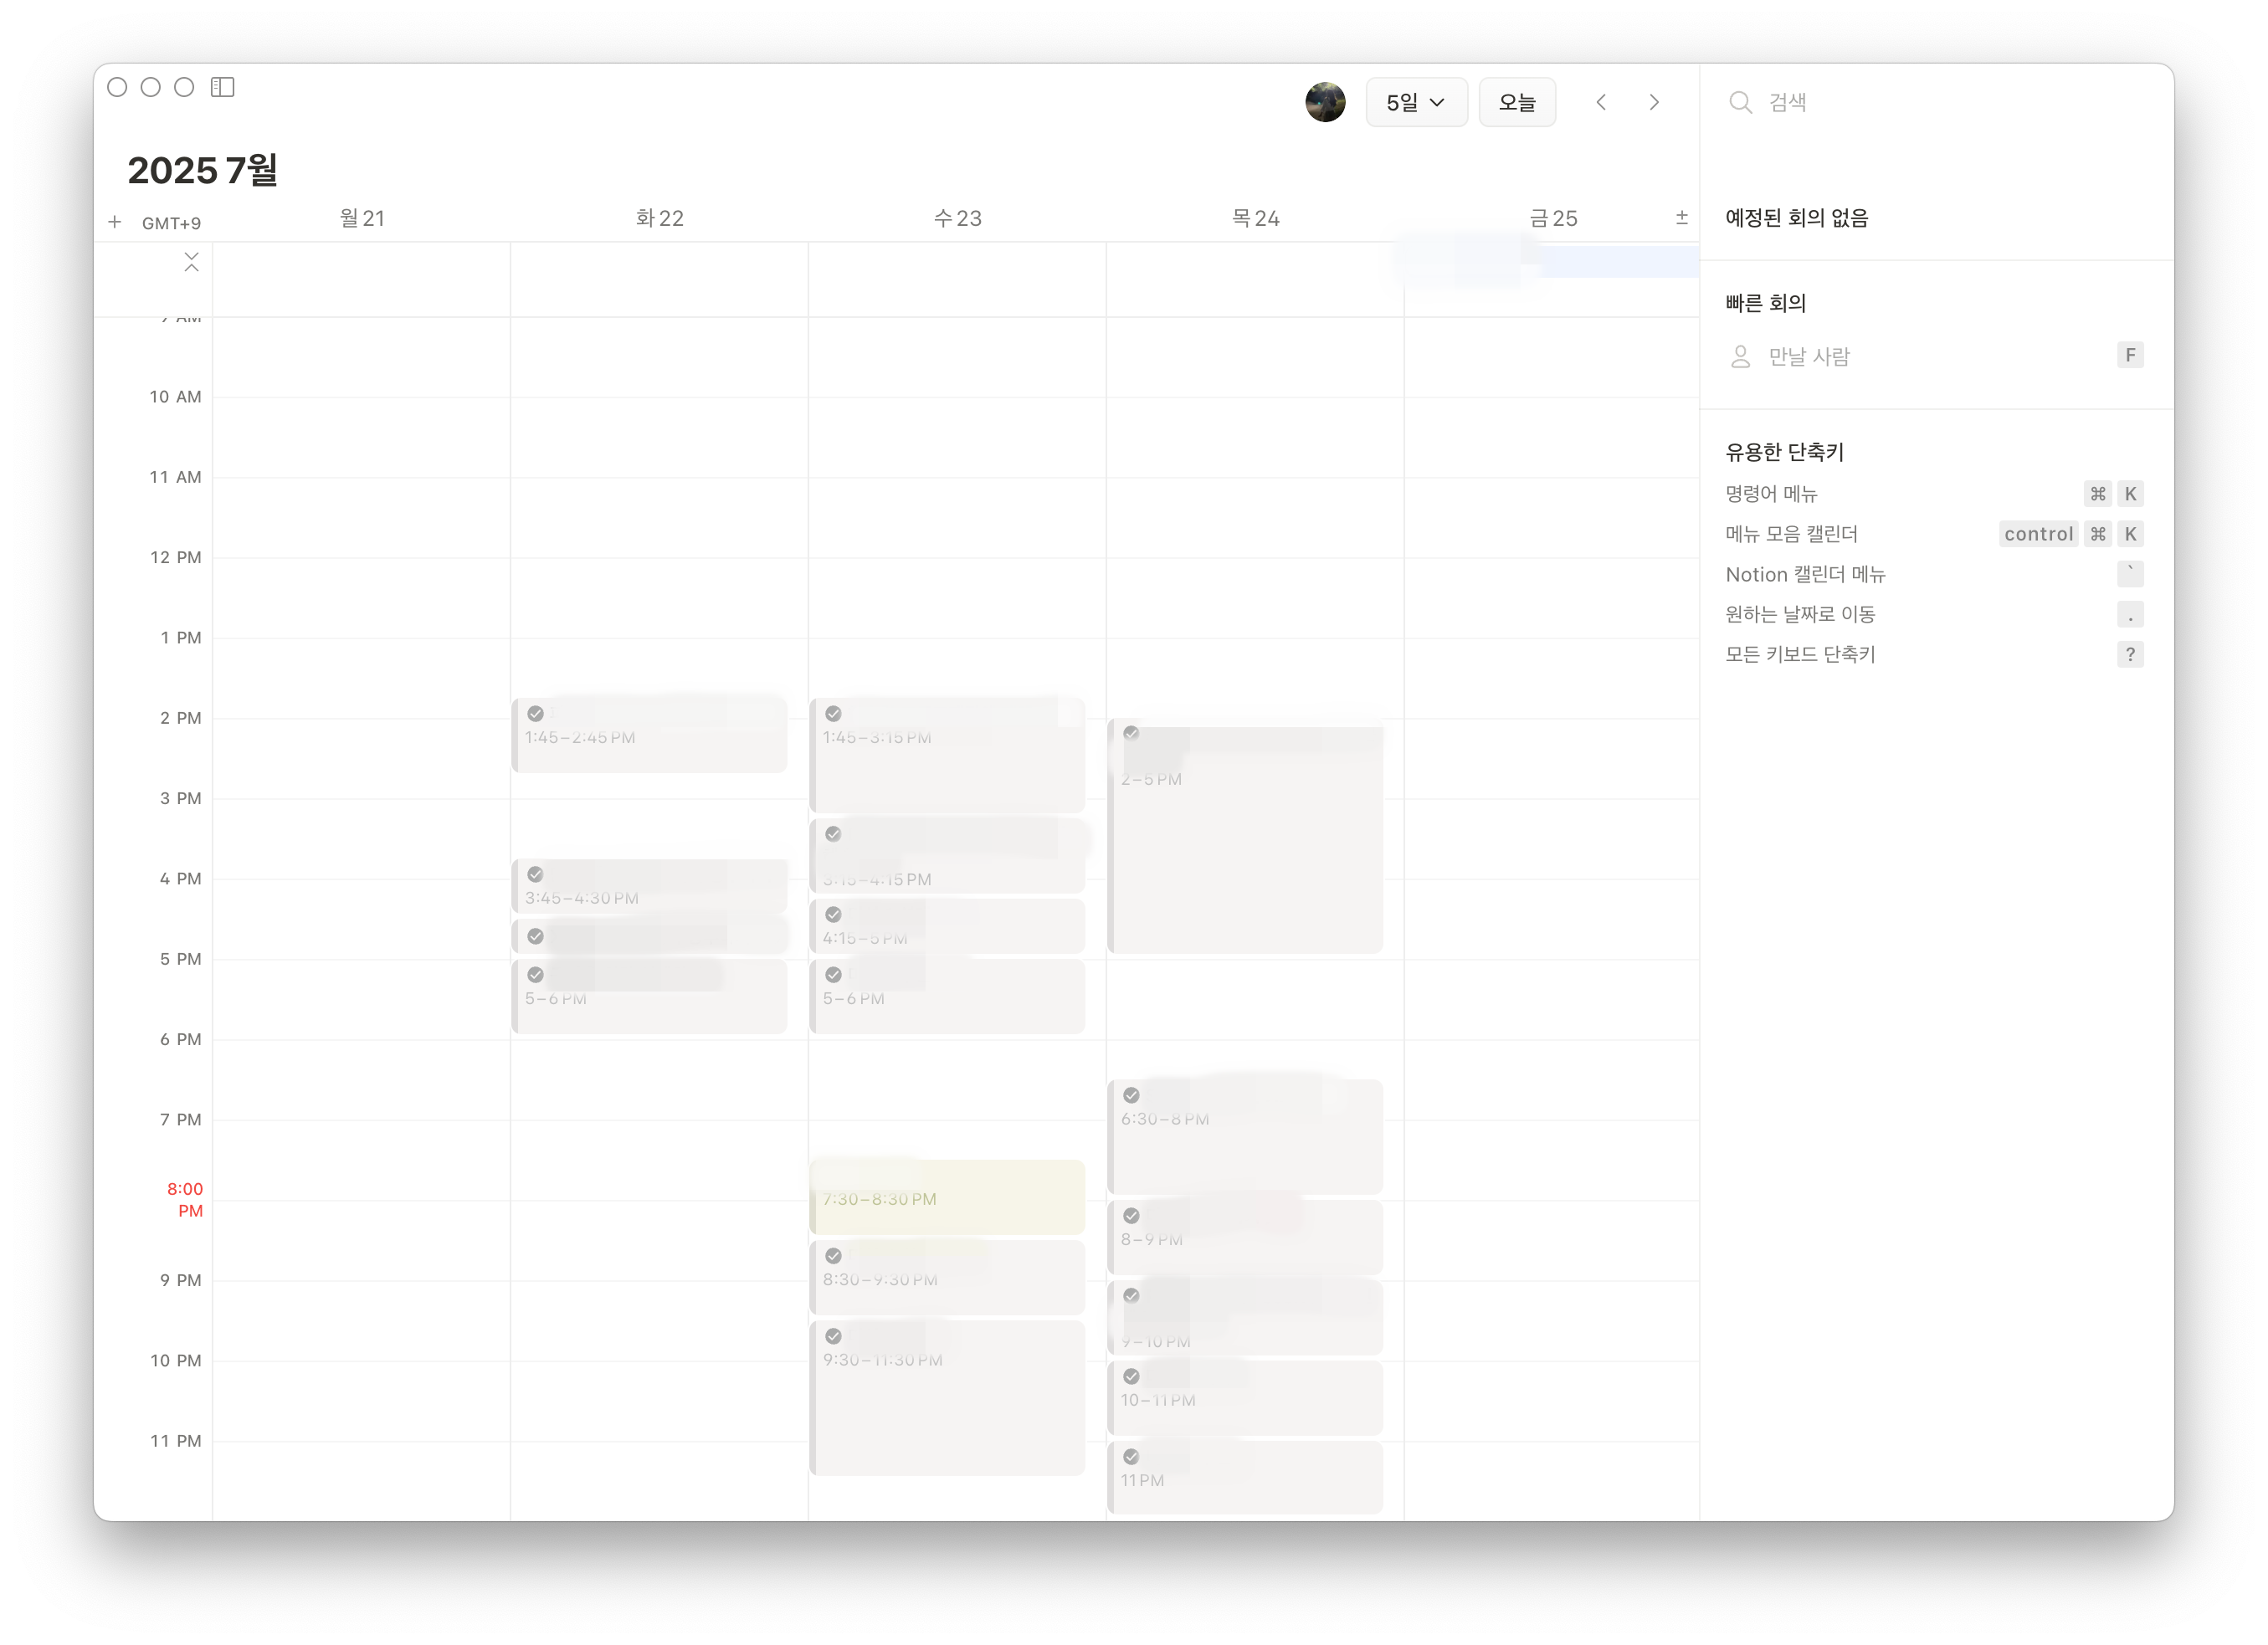 5일
오늘
검색
2025 7월
GMT+9
월 21
화 22
수 23
목 24
금 25
예정된 회의 없음
빠른 회의
만날 사람
F
유용한 단축키
명령어 메뉴 ⌘ K
메뉴 모음 캘린더 control ⌘ K
Notion 캘린더 메뉴 `
원하는 날짜로 이동 .
모든 키보드 단축키 ?
10 AM
11 AM
12 PM
1 PM
2 PM
3 PM
4 PM
5 PM
6 PM
7 PM
8:00
PM
9 PM
10 PM
11 PM
1:45–2:45 PM
3:45–4:30 PM
5–6 PM
1:45–3:15 PM
3:15–4:15 PM
4:15–5 PM
5–6 PM
7:30–8:30 PM
8:30–9:30 PM
9:30–11:30 PM
2–5 PM
6:30–8 PM
8–9 PM
9–10 PM
10–11 PM
11 PM